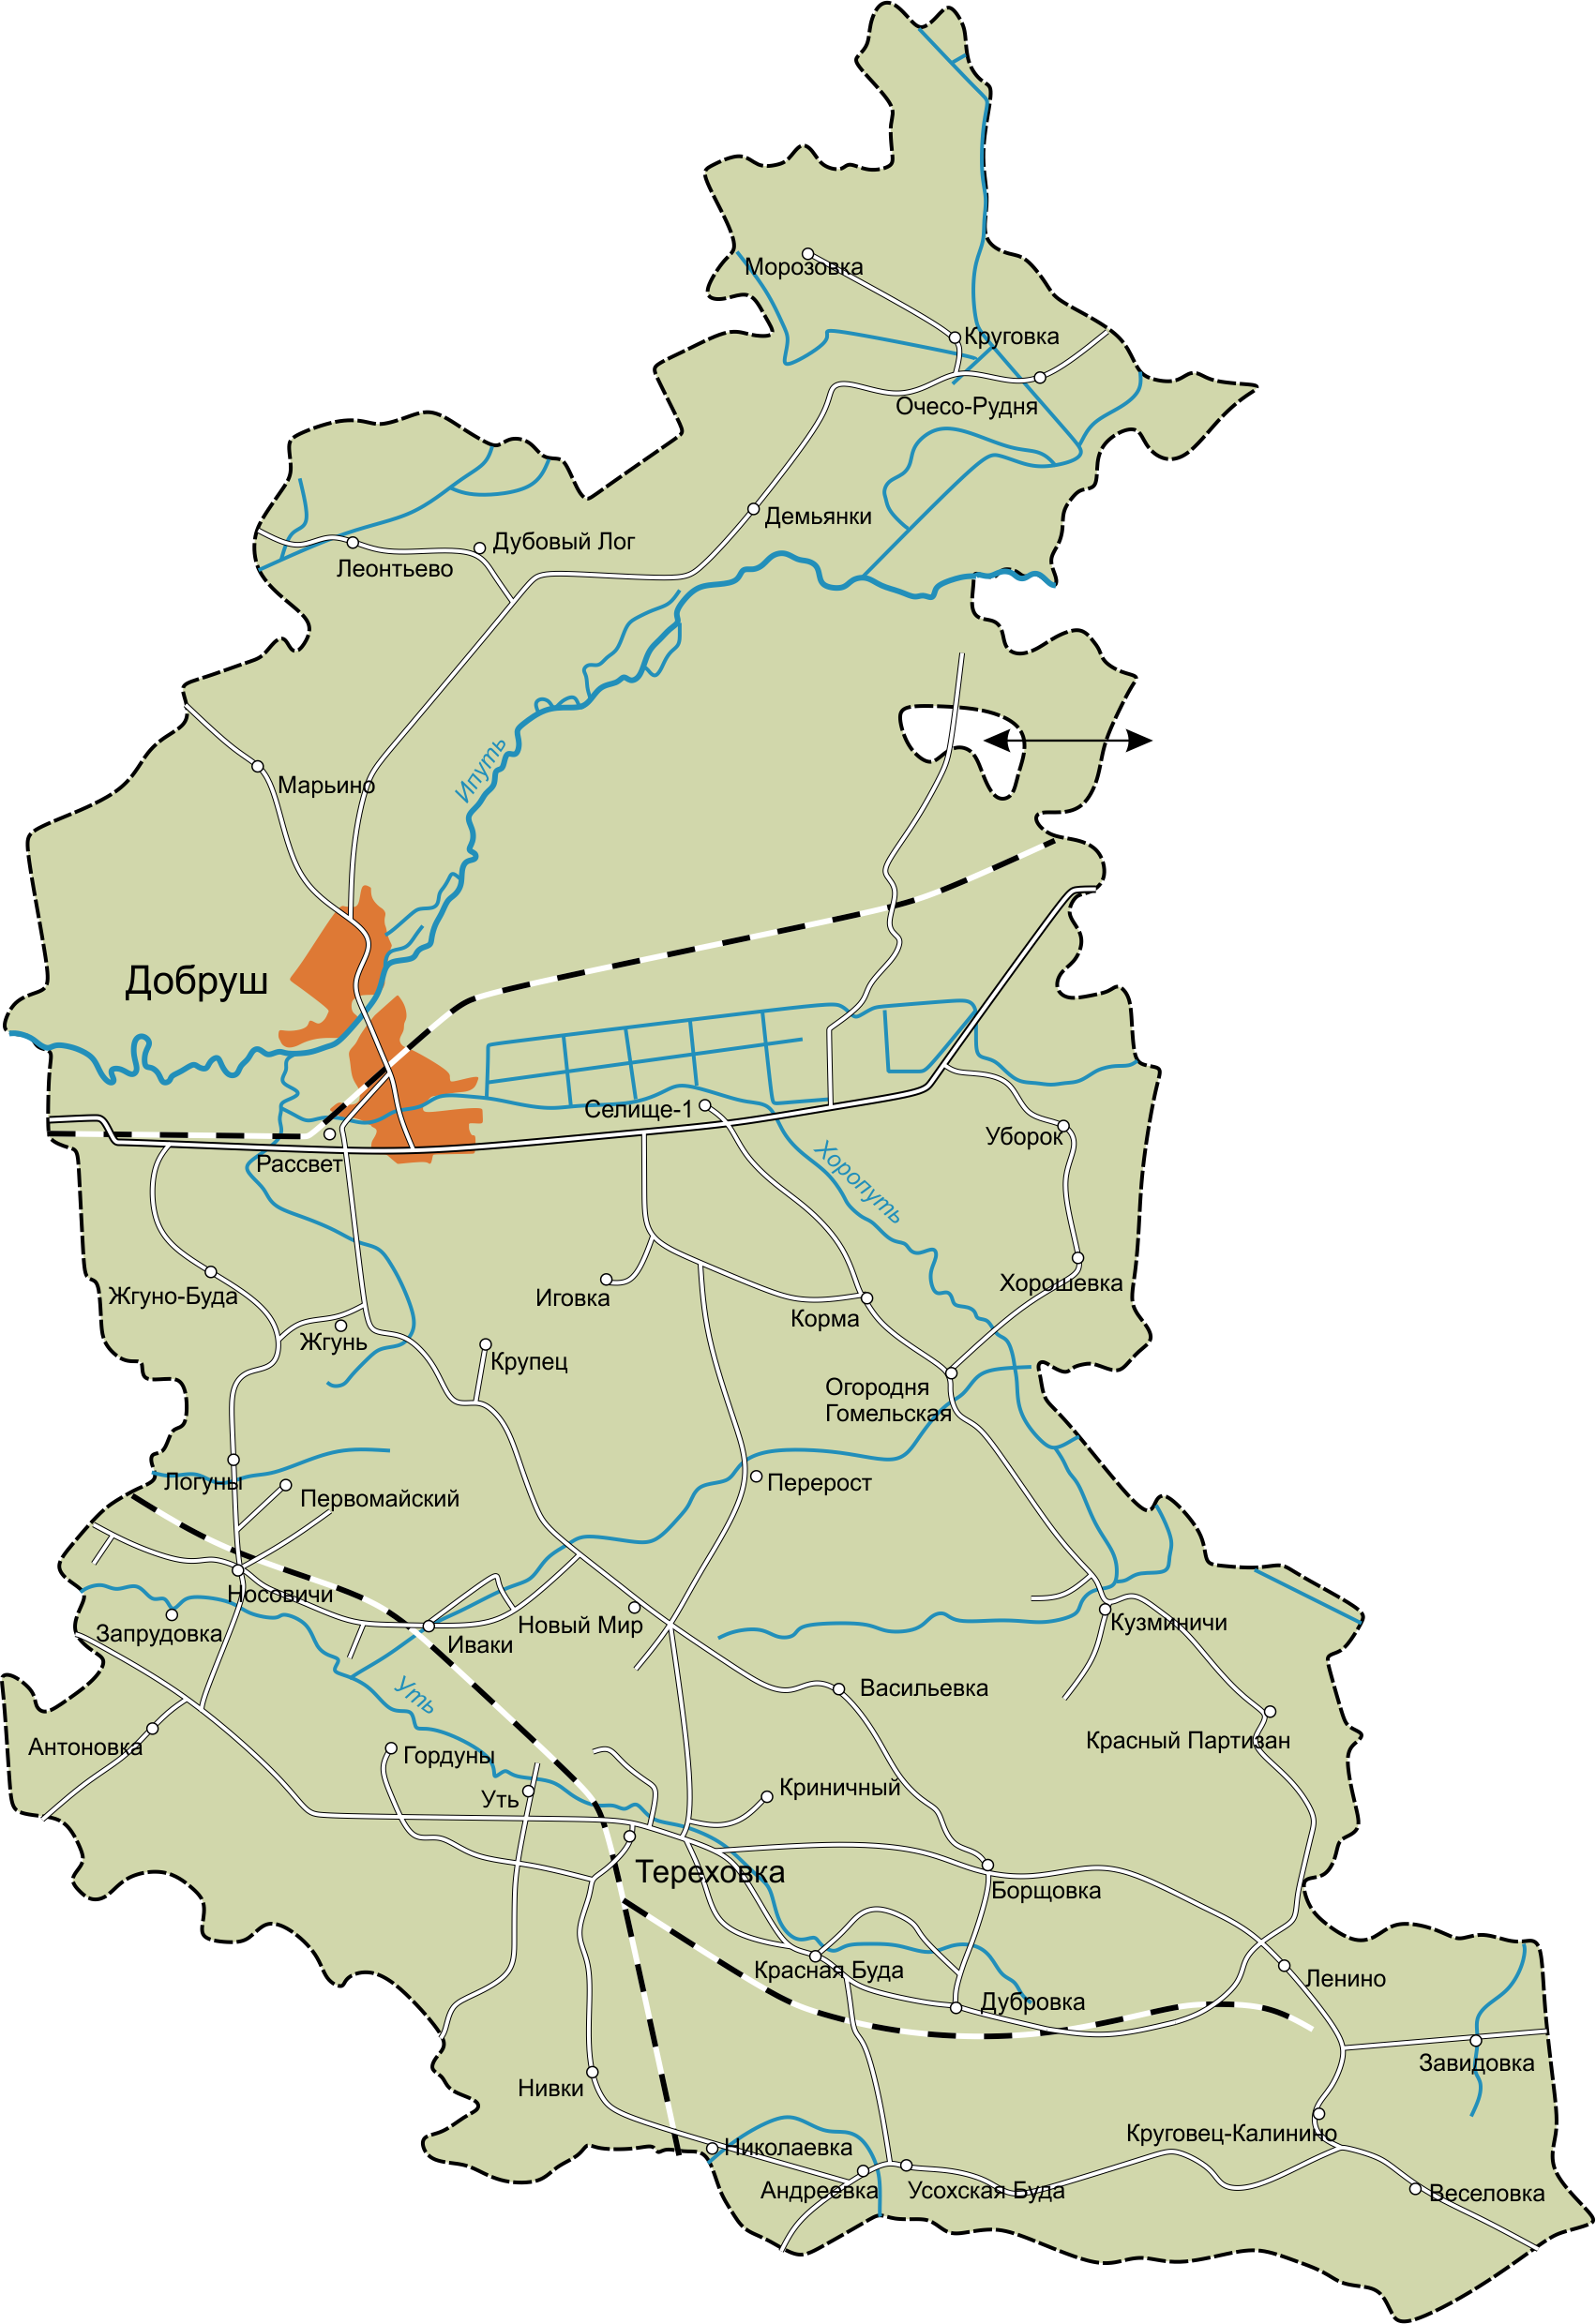 Морозовка
Круговка
Очесо-Рудня
Демьянки
Дубовый Лог
Леонтьево
Ипуть
Марьино
Добруш
Селище-1
Уборок
Рассвет
Хоропуть
Хорошевка
Жгуно-Буда
Иговка
Корма
Жгунь
Крупец
Огородня
Гомельская
Логуны
Перерост
Первомайский
Носовичи
Запрудовка
Новый Мир
Кузминичи
Иваки
Васильевка
Уть
Красный Партизан
Антоновка
Гордуны
Криничный
Уть
Тереховка
Борщовка
Красная Буда
Ленино
Дубровка
Завидовка
Нивки
Круговец-Калинино
Николаевка
Андреевка
Усохская Буда
Веселовка